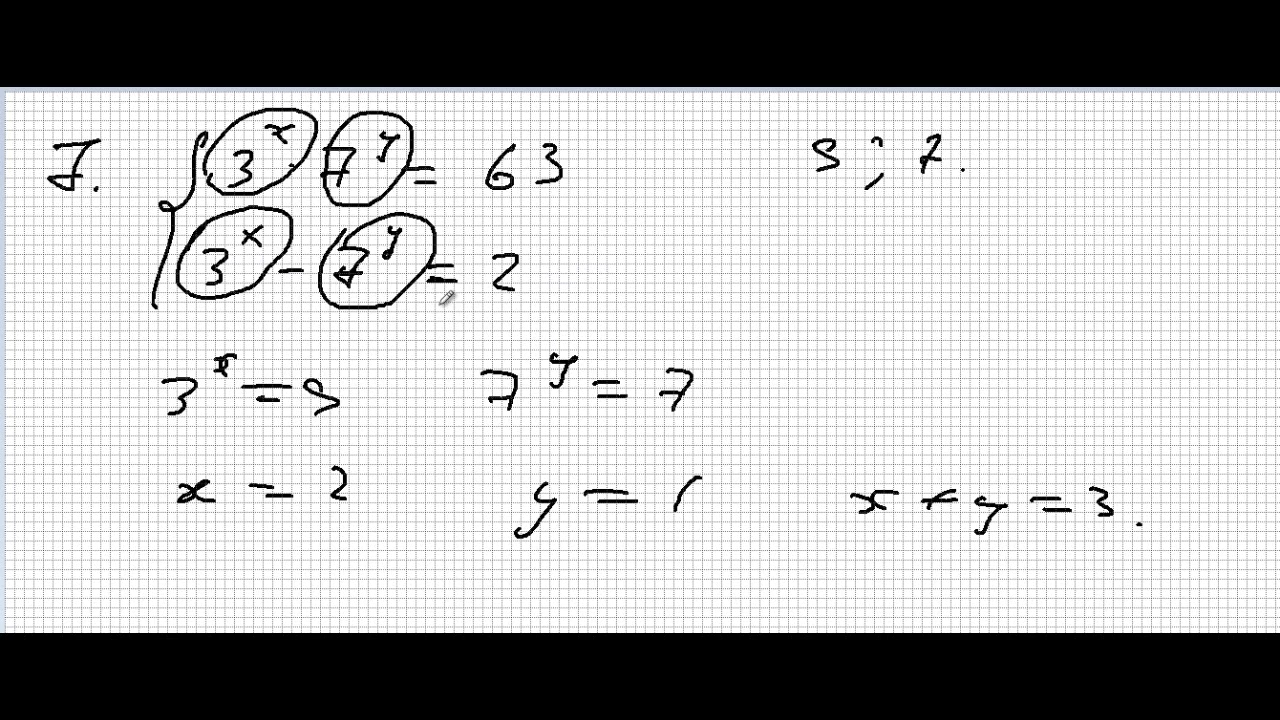 7. { 3^x · 7^y = 63 9; 7.
3^x - 7^y = 2
3^x = 9 7^y = 7
x = 2 y = 1 x + y = 3.